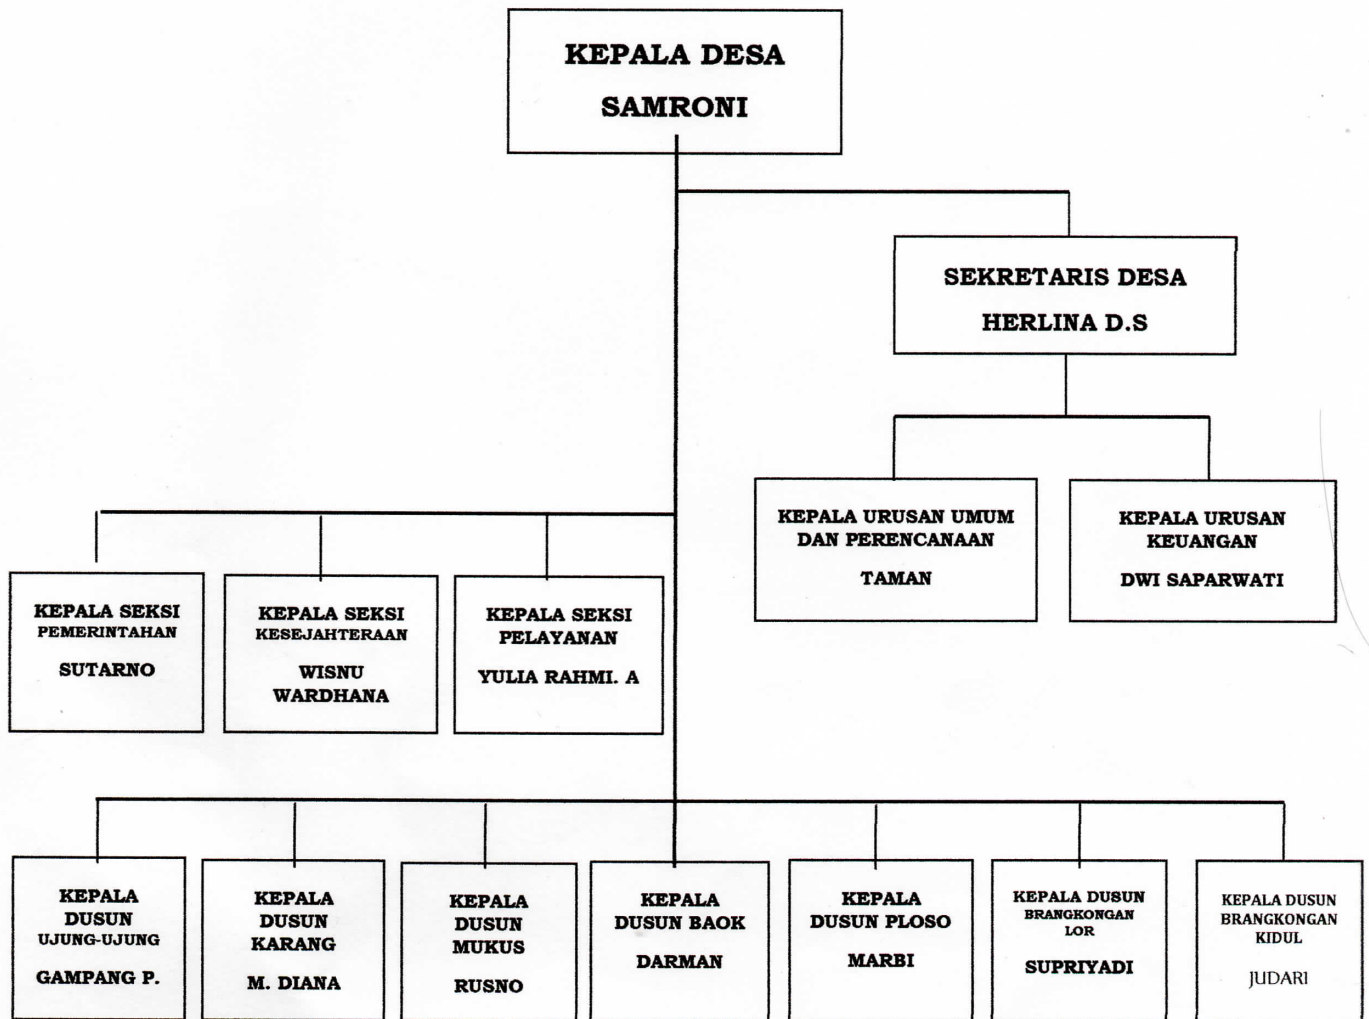 KEPALA DESA
SAMRONI
SEKRETARIS DESA
HERLINA D.S
KEPALA URUSAN UMUM
DAN PERENCANAAN
TAMAN
KEPALA URUSAN
KEUANGAN
DWI SAPARWATI
KEPALA SEKSI
PEMERINTAHAN
SUTARNO
KEPALA SEKSI
KESEJAHTERAAN
WISNU
WARDHANA
KEPALA SEKSI
PELAYANAN
YULIA RAHMI. A
KEPALA
DUSUN
UJUNG-UJUNG
GAMPANG P.
KEPALA
DUSUN
KARANG
M. DIANA
KEPALA
DUSUN
MUKUS
RUSNO
KEPALA
DUSUN BAOK
DARMAN
KEPALA
DUSUN PLOSO
MARBI
KEPALA DUSUN
BRANGKONGAN
LOR
SUPRIYADI
KEPALA DUSUN
BRANGKONGAN
KIDUL
JUDARI